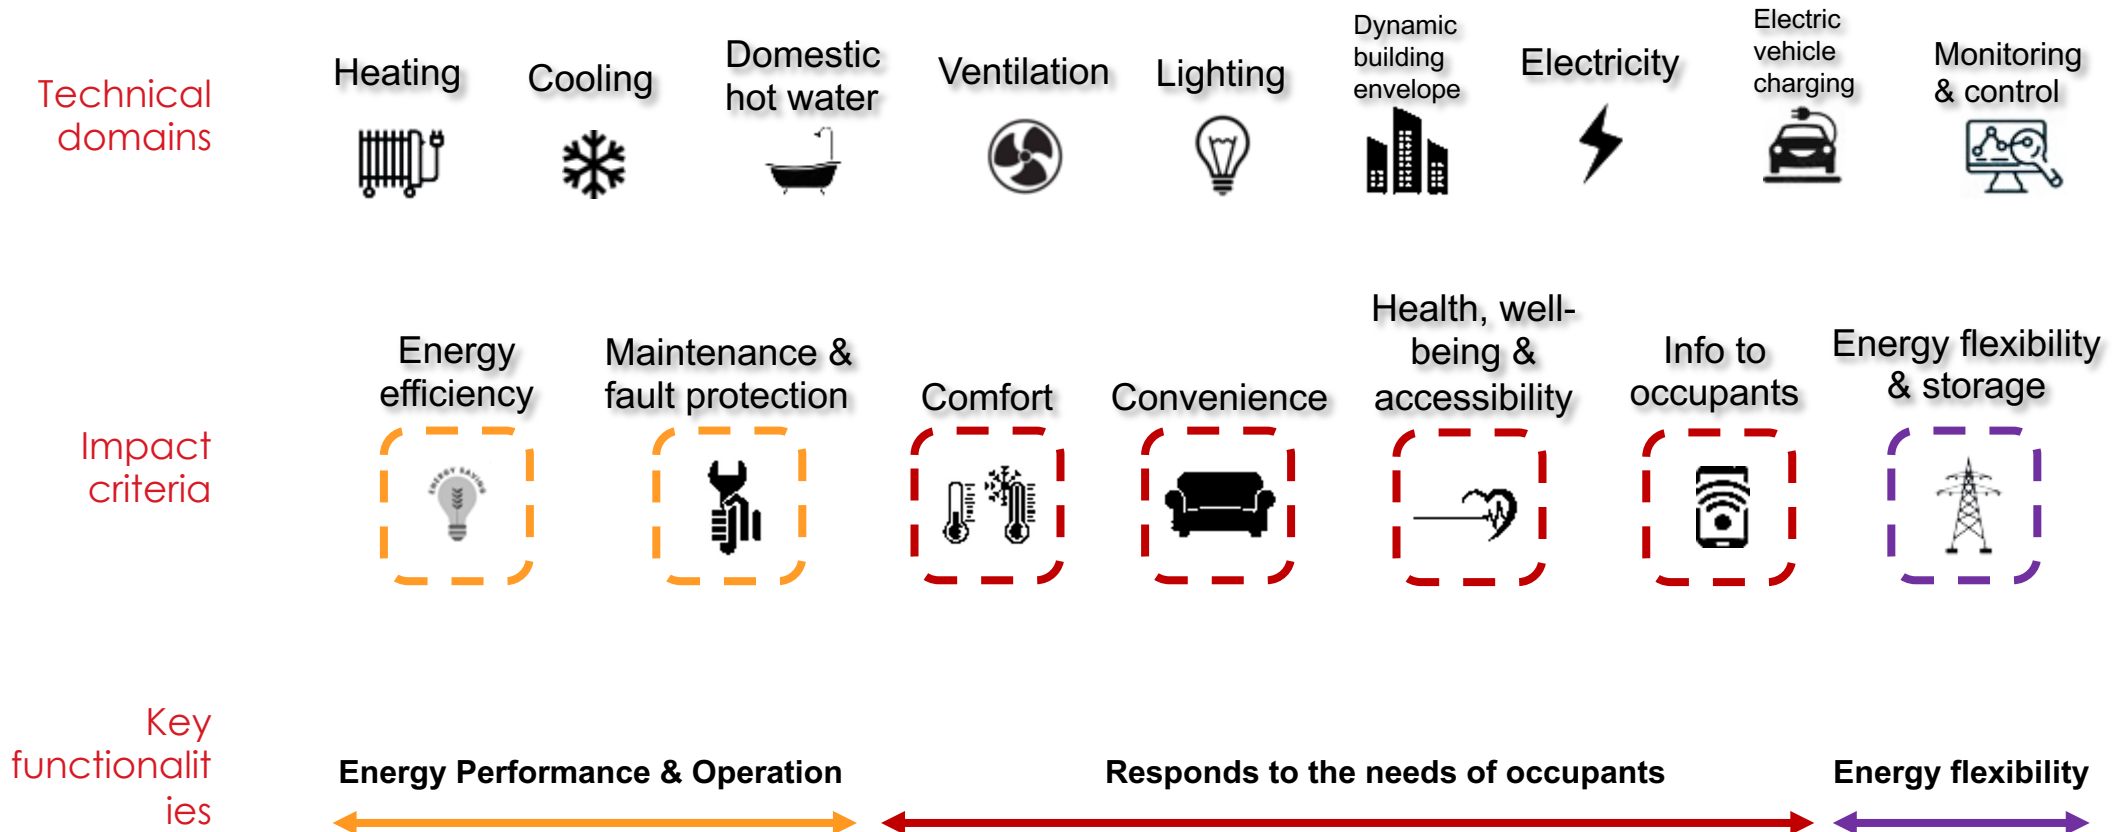 Technical
domains
Heating
Cooling
Domestic
hot water
Ventilation
Lighting
Dynamic
building
envelope
Electricity
Electric
vehicle
charging
Monitoring
& control
Impact
criteria
Energy
efficiency
ENERGY SAVING
Maintenance &
fault protection
Comfort
Convenience
Health, well-
being &
accessibility
Info to
occupants
Energy flexibility
& storage
Key
functionalit
ies
Energy Performance & Operation
Responds to the needs of occupants
Energy flexibility